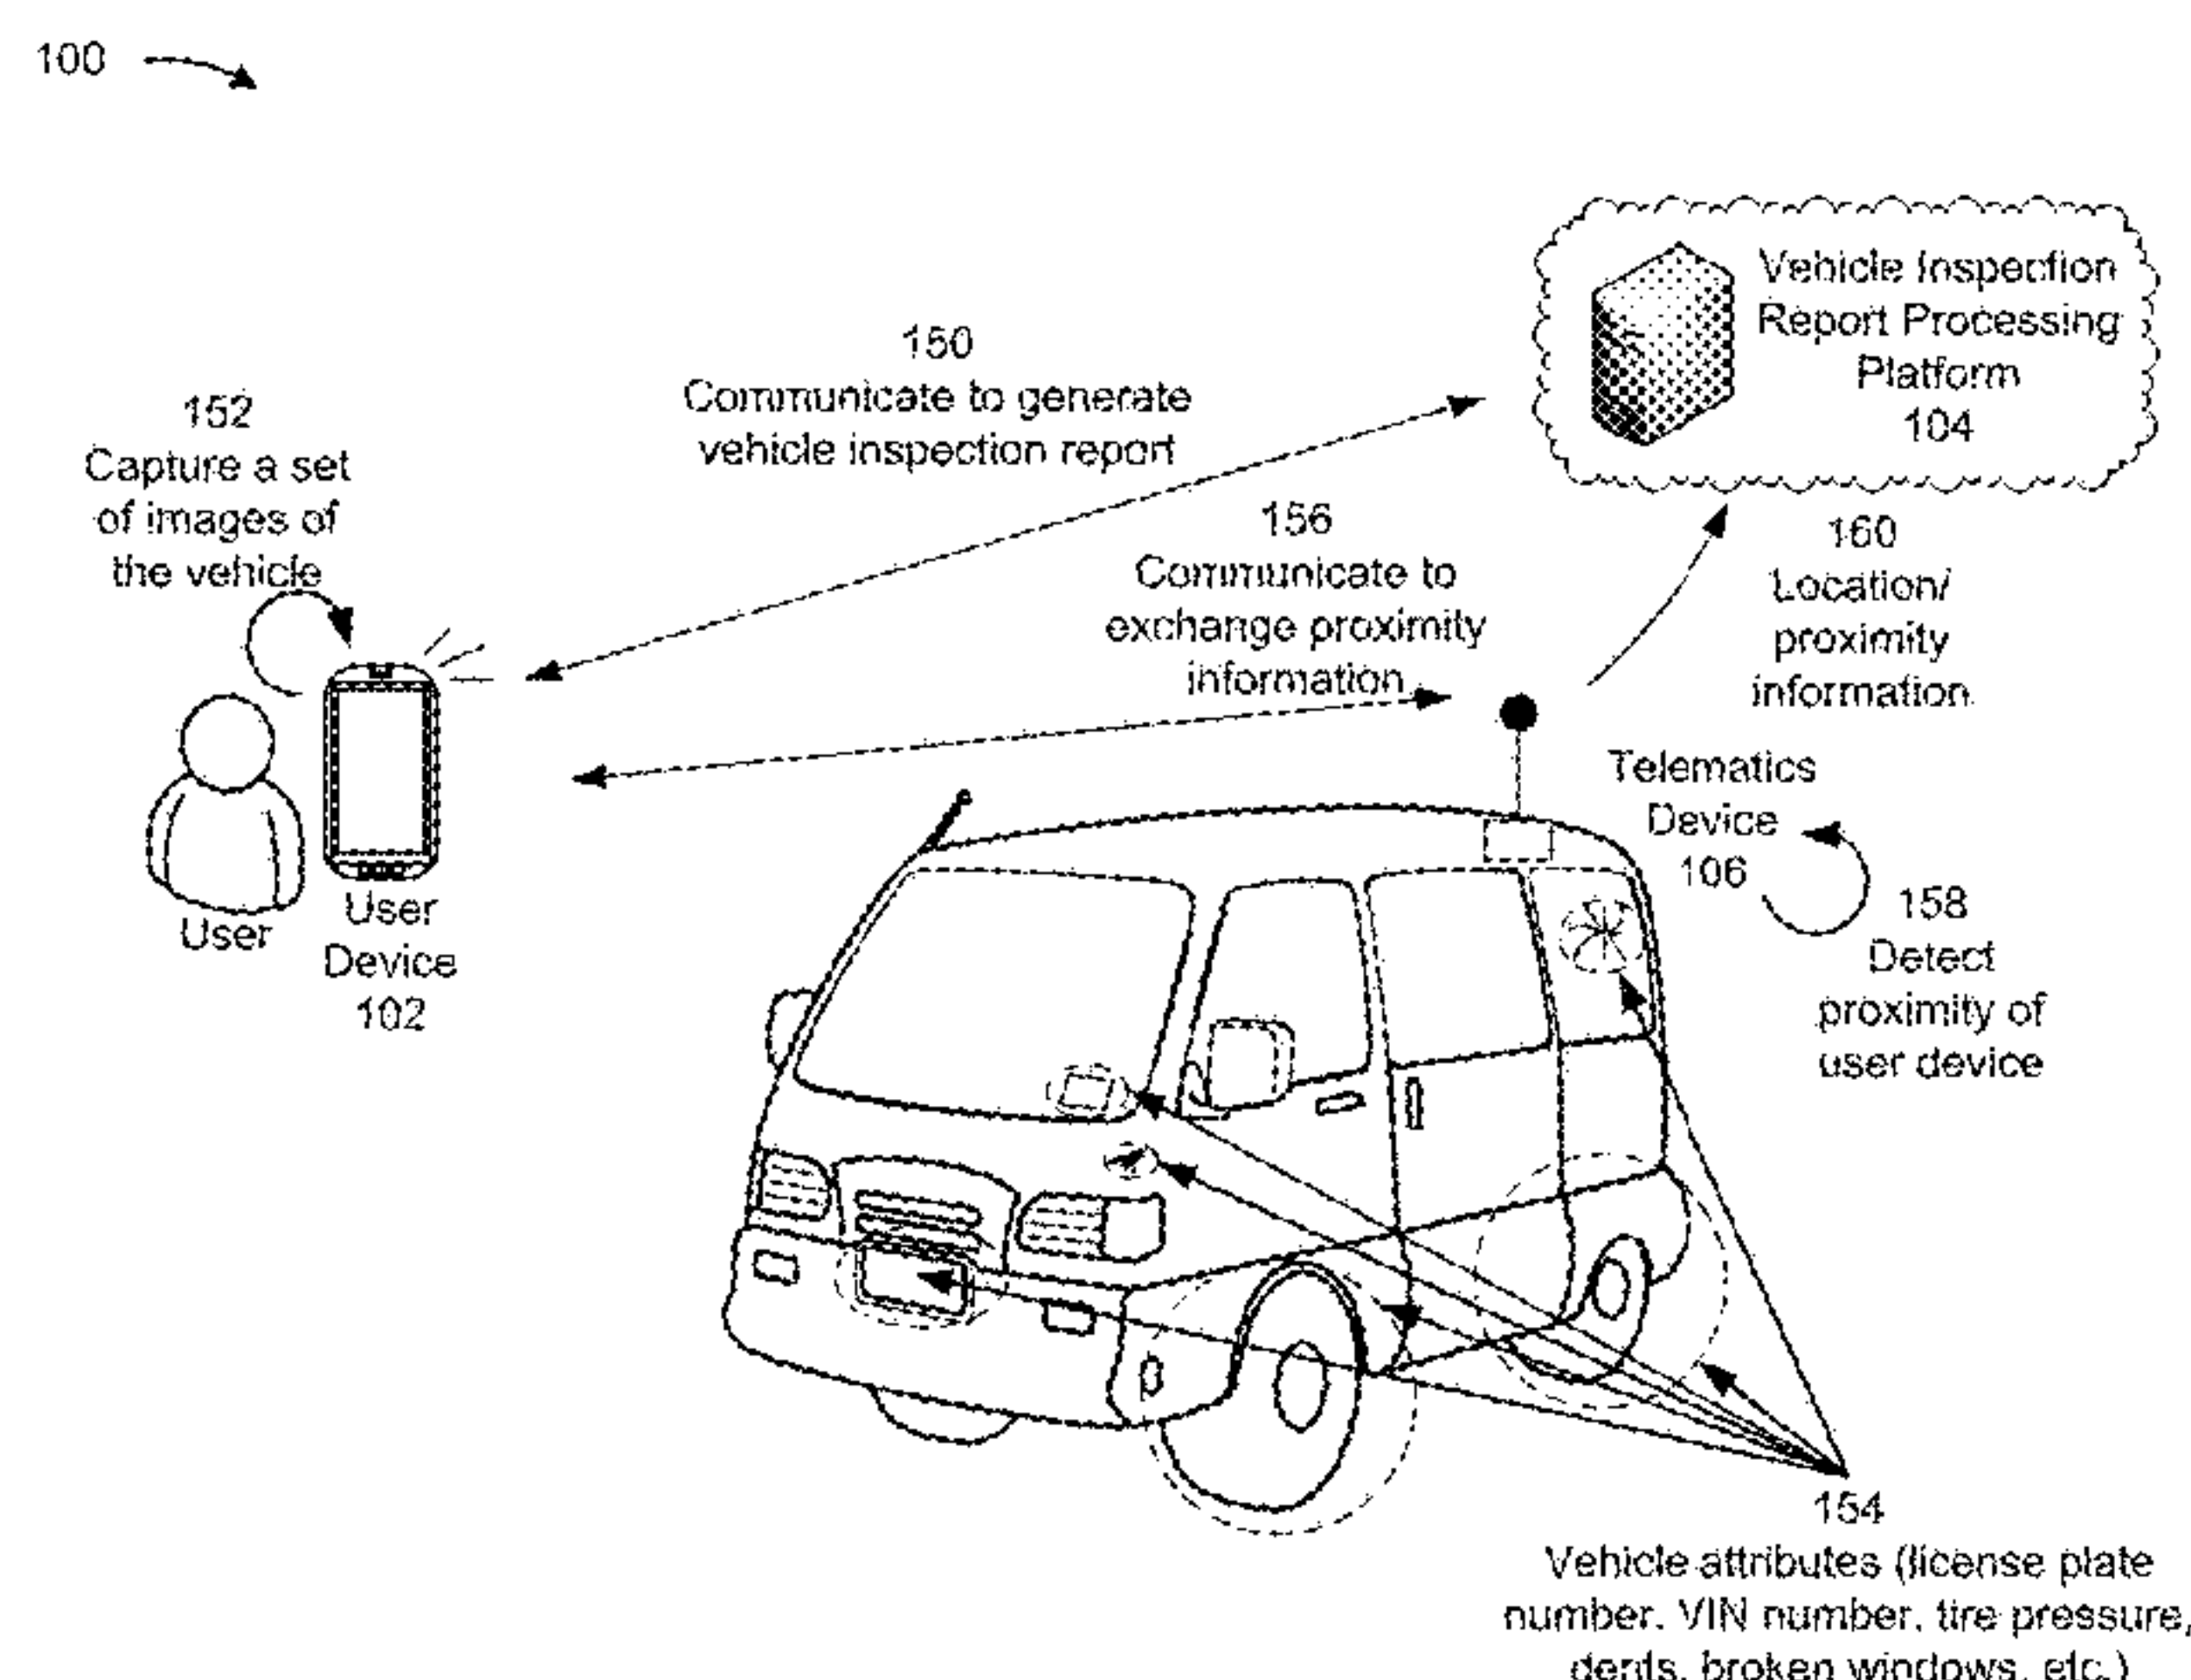 100
Vehicle Inspection
Report Processing
Platform
104
150
Communicate to generate
vehicle inspection report
152
Capture a set
of images of
the vehicle
156
Communicate to
exchange proximity
information
160
Location/
proximity
information
User
User
Device
102
Telematics
Device
106
158
Detect
proximity of
user device
154
Vehicle attributes (license plate
number, VIN number, tire pressure,
dents, broken windows, etc.)